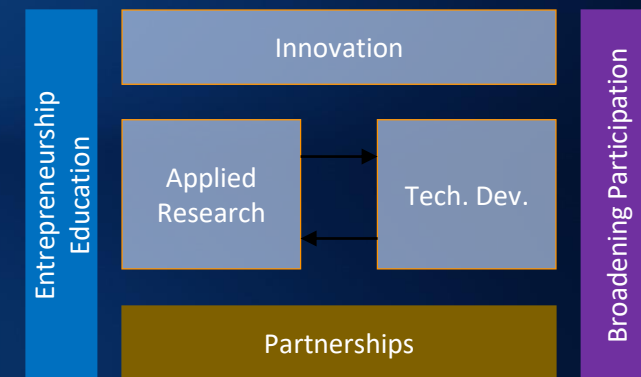 Entrepreneurship
Education
Innovation
Applied
Research
Tech. Dev.
Partnerships
Broadening Participation